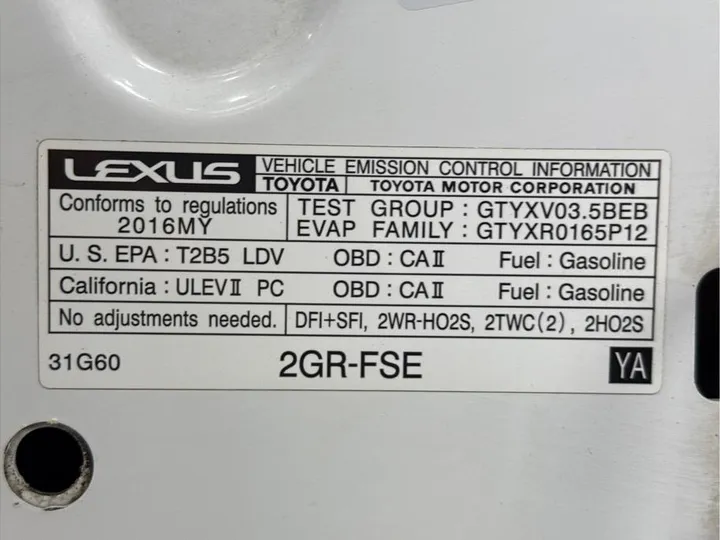 LEXUS VEHICLE EMISSION CONTROL INFORMATION
TOYOTA TOYOTA MOTOR CORPORATION
Conforms to regulations TEST GROUP : GTYXV03.5BEB
2016MY EVAP FAMILY : GTYXR0165P12
U. S. EPA : T2B5 LDV OBD : CAⅡ Fuel : Gasoline
California : ULEVⅡ PC OBD : CAⅡ Fuel : Gasoline
No adjustments needed. DFI+SFI, 2WR-HO2S, 2TWC(2), 2HO2S
31G60 2GR-FSE YA